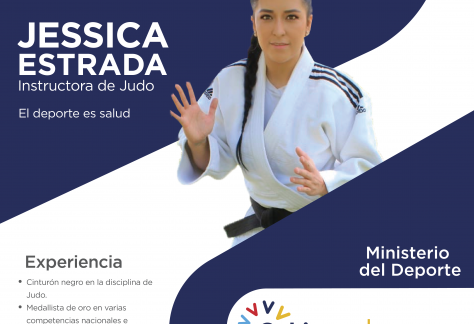 JESSICA
ESTRADA
Instructora de Judo
El deporte es salud
Experiencia
• Cinturón negro en la disciplina de
Judo.
• Medallista de oro en varias
competencias nacionales e
Ministerio
del Deporte